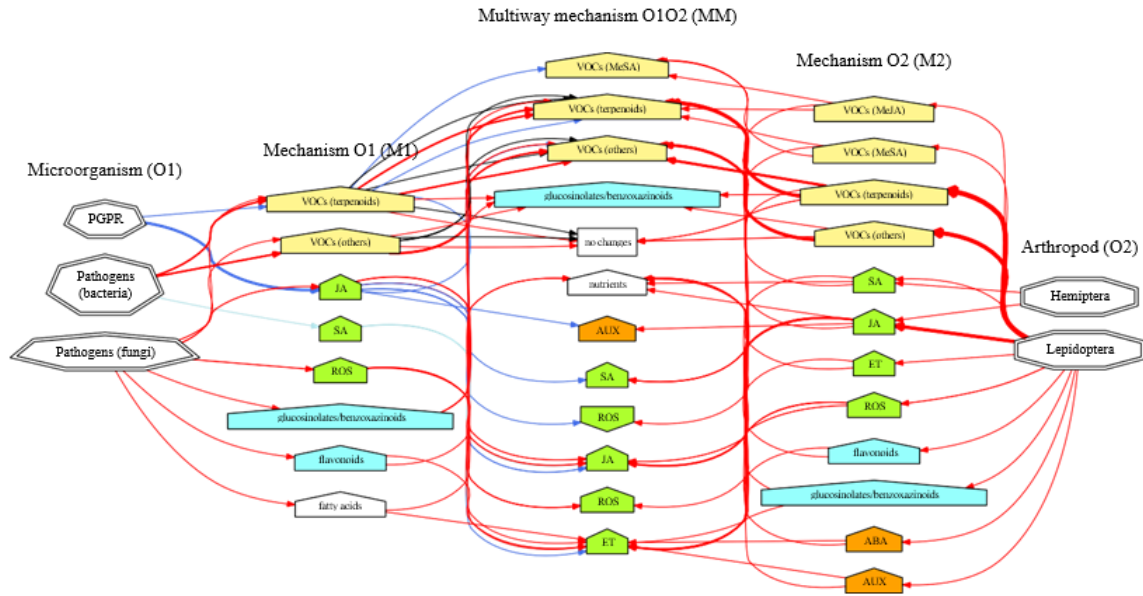 Multiway mechanism O1O2 (MM)
Mechanism O2 (M2)
Mechanism O1 (M1)
Microorganism (O1)
Arthropod (O2)
PGPR
Pathogens
(bacteria)
Pathogens (fungi)
VOCs (terpenoids)
VOCs (others)
JA
SA
ROS
glucosinolates/benzoxazinoids
flavonoids
fatty acids
VOCs (MeSA)
VOCs (terpenoids)
VOCs (others)
glucosinolates/benzoxazinoids
no changes
nutrients
AUX
SA
ROS
JA
ROS
ET
VOCs (MeJA)
VOCs (MeSA)
VOCs (terpenoids)
VOCs (others)
SA
JA
ET
ROS
flavonoids
glucosinolates/benzoxazinoids
ABA
AUX
Hemiptera
Lepidoptera